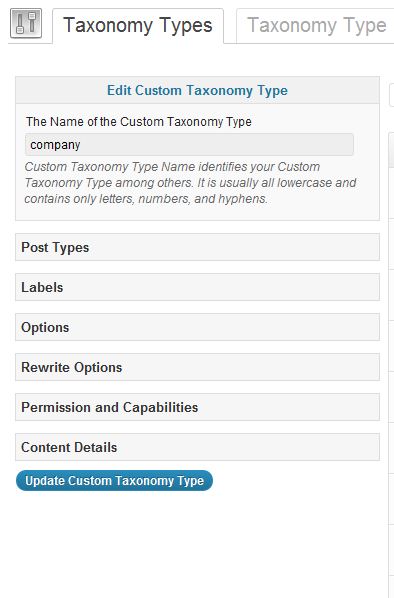 Taxonomy Types
Taxonomy Type
Edit Custom Taxonomy Type
The Name of the Custom Taxonomy Type
company
Custom Taxonomy Type Name identifies your Custom
Taxonomy Type among others. It is usually all lowercase and
contains only letters, numbers, and hyphens.
Post Types
Labels
Options
Rewrite Options
Permission and Capabilities
Content Details
Update Custom Taxonomy Type